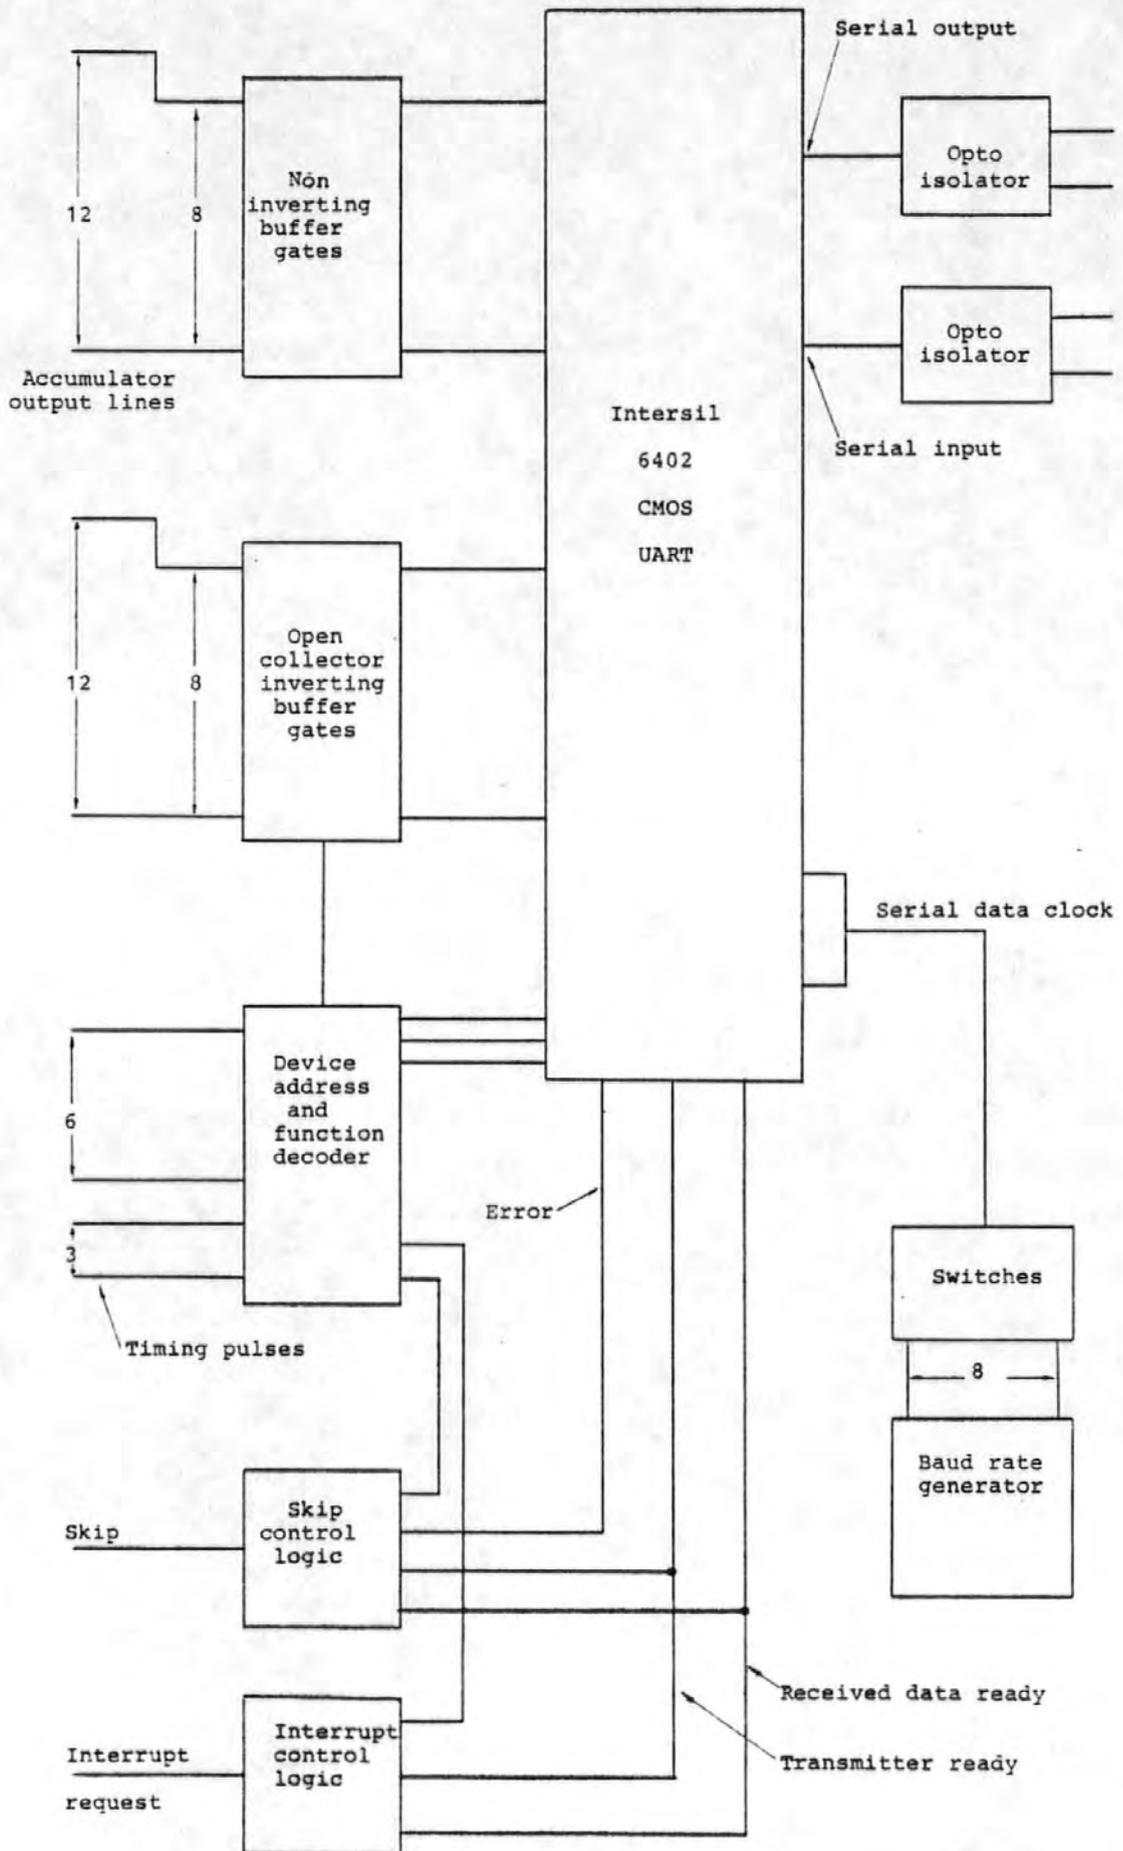 Serial output
Opto
isolator
12
8
Non
inverting
buffer
gates
Opto
isolator
Accumulator
output lines
Intersil
6402
CMOS
UART
Serial input
12
8
Open
collector
inverting
buffer
gates
Serial data clock
6
Device
address
and
function
decoder
Error
3
Timing pulses
Switches
8
Baud rate
generator
Skip
Skip
control
logic
Received data ready
Transmitter ready
Interrupt
request
Interrupt
control
logic